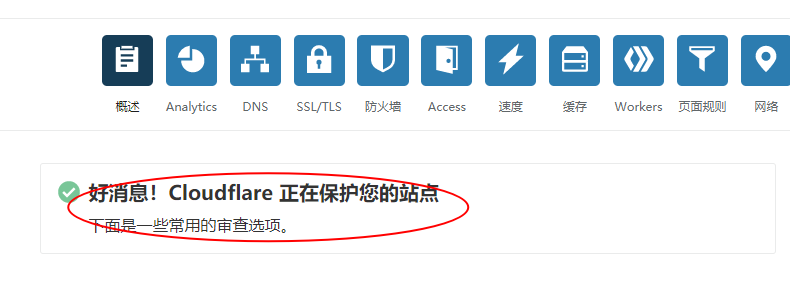 概述 Analytics DNS SSL/TLS 防火墙 Access 速度 缓存 Workers 页面规则 网络
好消息！Cloudflare 正在保护您的站点
下面是一些常用的审查选项。